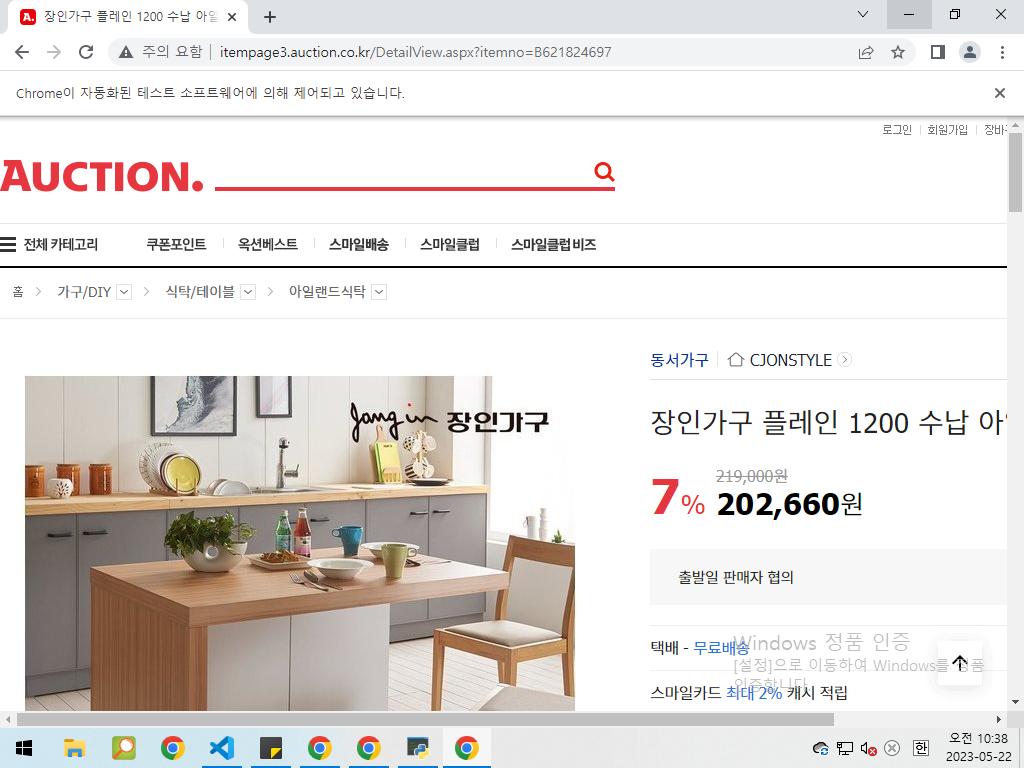 장인가구 플레인 1200 수납 아일
주의 요함
itempage3.auction.co.kr/DetailView.aspx?itemno=B621824697
Chrome이 자동화된 테스트 소프트웨어에 의해 제어되고 있습니다.
로그인 회원가입 장바
AUCTION.
전체 카테고리 쿠폰포인트 옥션베스트 스마일배송 스마일클럽 스마일클럽 비즈
홈 가구/DIY 식탁/테이블 아일랜드식탁
동서가구 CJONSTYLE
Jang in 장인가구
장인가구 플레인 1200 수납 아
219,000원
7% 202,660원
출발일 판매자 협의
택배 - 무료배송
Windows 정품 인증
[설정]으로 이동하여 Windows를 정품
인증합니다.
스마일카드 최대 2% 캐시 적립
한
오전 10:38
2023-05-22